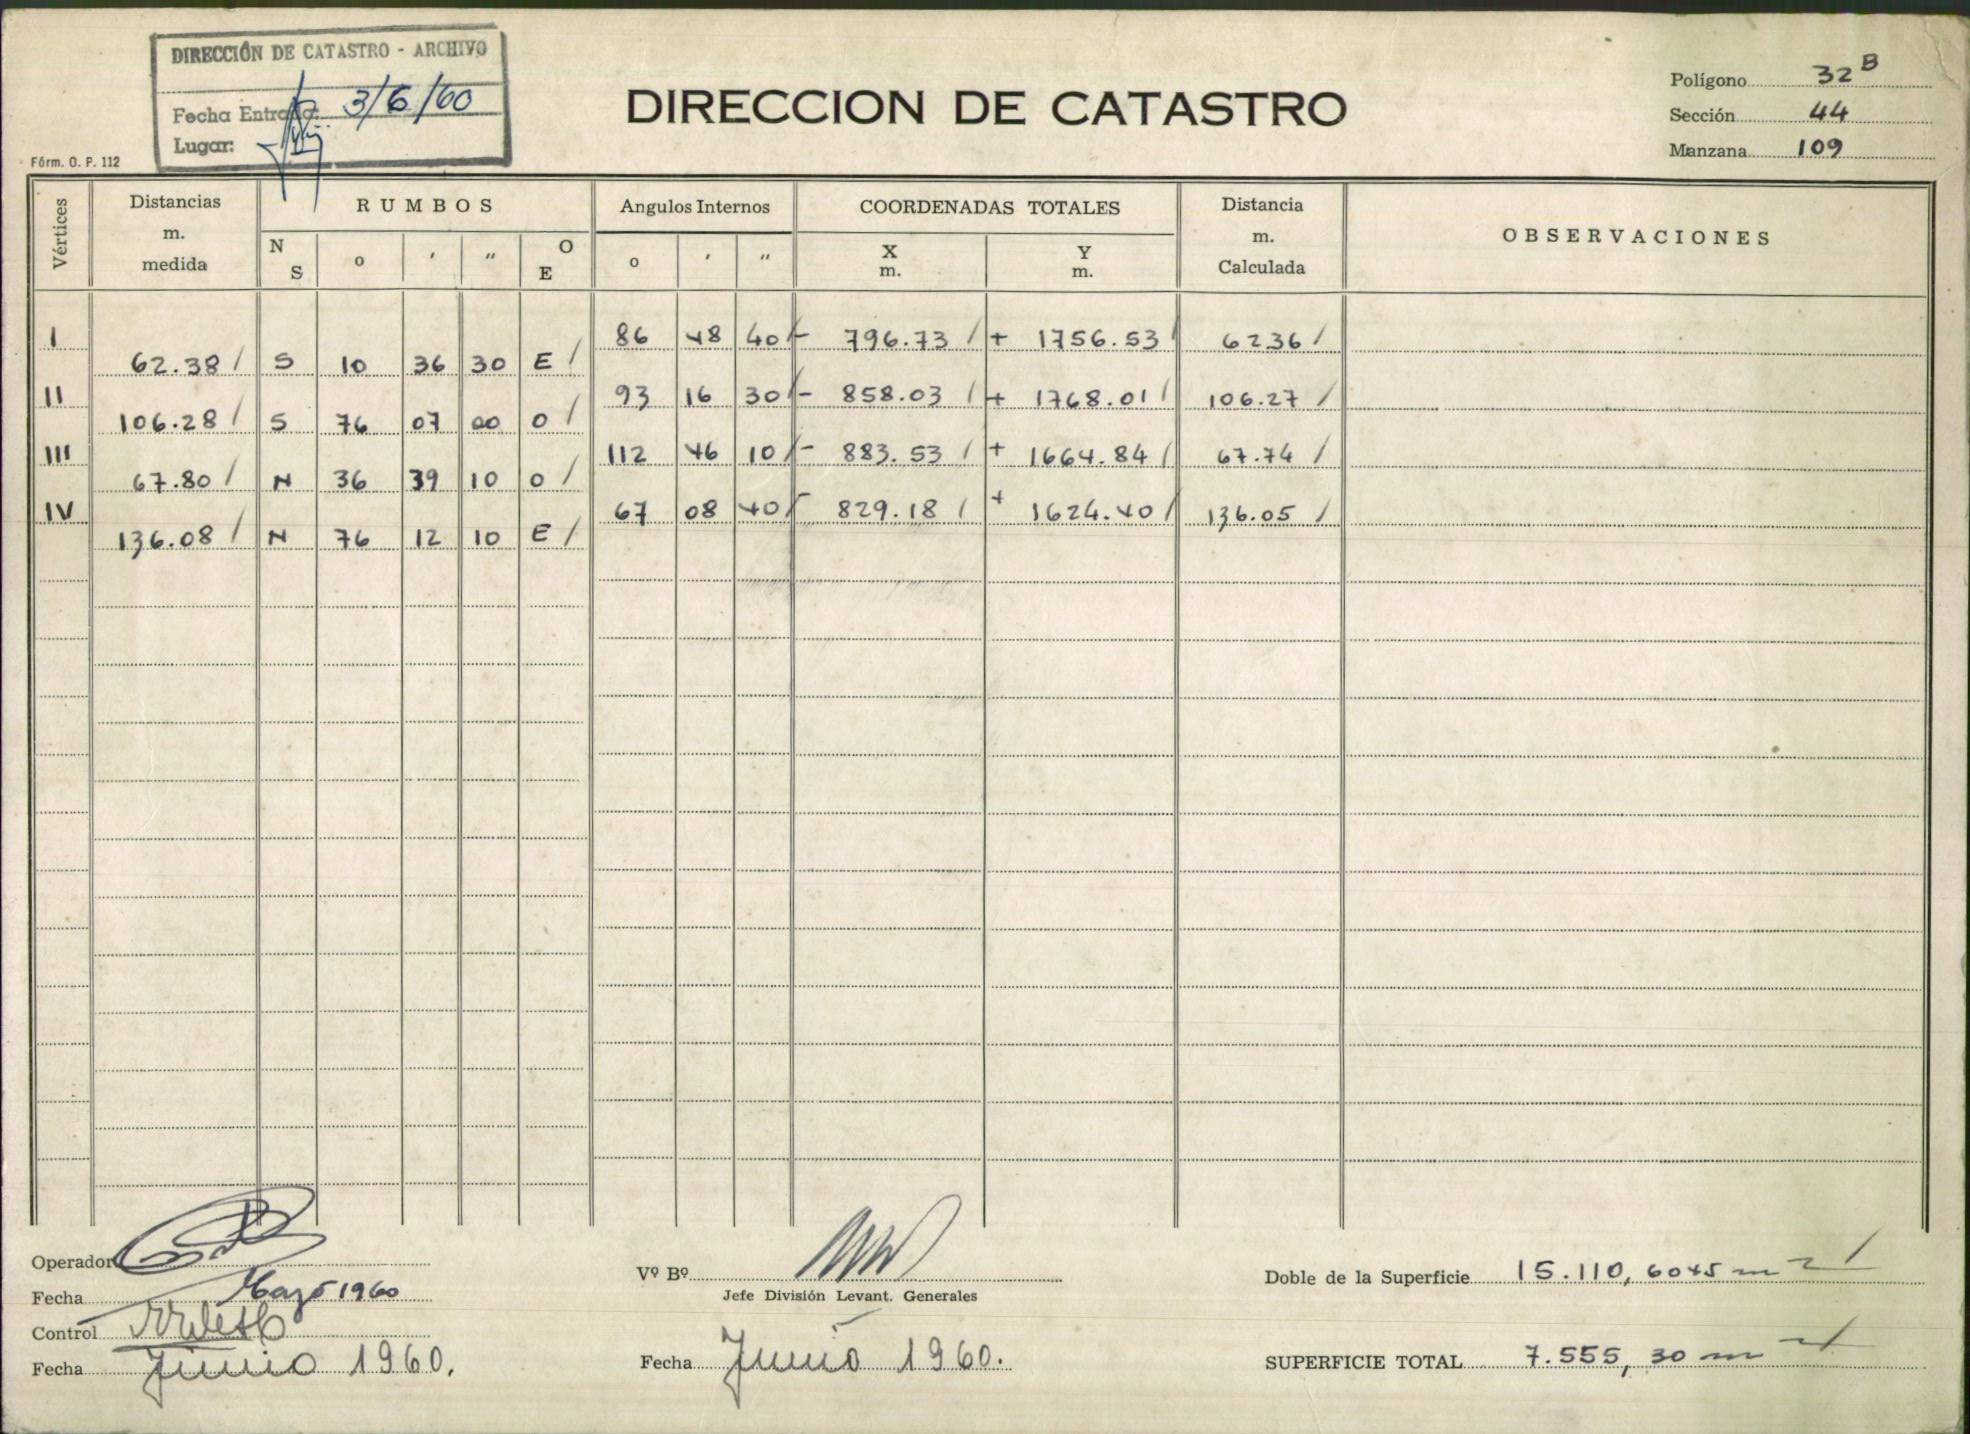 DIRECCIÓN DE CATASTRO - ARCHIVO
Fecha Entrada: 3/6/60
Lugar:
Fórm. O. P. 112
DIRECCION DE CATASTRO
Polígono 32 B
Sección 44
Manzana 109
Vértices Distancias m. medida RUMBOS Angulos Internos COORDENADAS TOTALES Distancia m. Calculada OBSERVACIONES
N S o ' " O E o ' " X m. Y m.
I 86 48 40 - 796.73 / + 1756.53 / 62 36 /
62.38 / S 10 36 30 E /
II 93 16 30 / - 858.03 / + 1768.01 / 106.27 /
106.28 / S 76 07 00 O /
III 112 46 10 / - 883.53 / + 1664.84 / 67.74 /
67.80 / N 36 39 10 O /
IV 67 08 40 / - 829.18 / + 1624.40 / 136.05 /
136.08 / N 76 12 10 E /
Operador
Fecha Mayo 1960
Control
Fecha Junio 1960.
Vº Bº
Jefe División Levant. Generales
Fecha Junio 1960.
Doble de la Superficie 15.110, 6045 m 2 /
SUPERFICIE TOTAL 7.555, 30 m 2 /